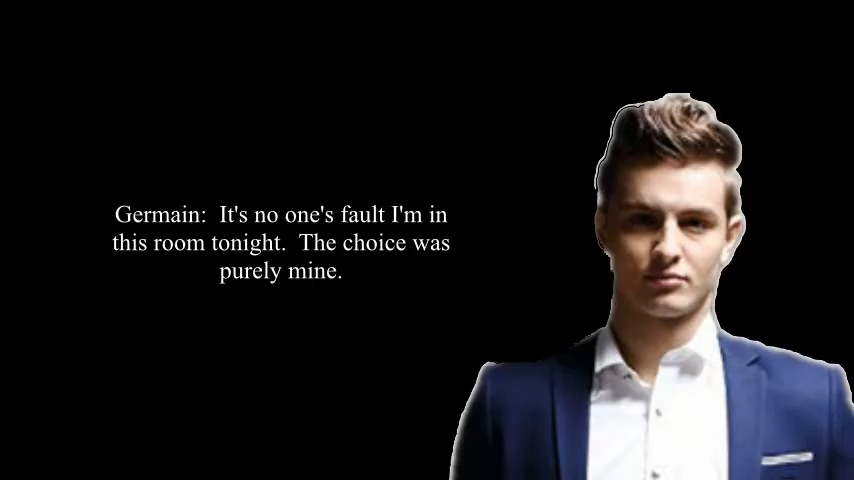 Germain:  It's no one's fault I'm in
this room tonight.  The choice was
purely mine.